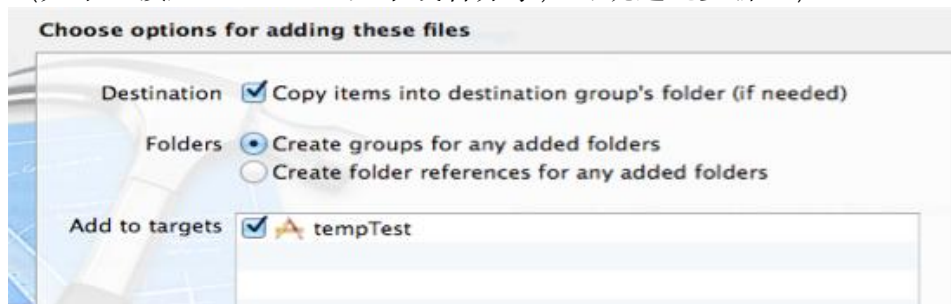 Choose options for adding these files
Destination Copy items into destination group's folder (if needed)
Folders Create groups for any added folders
Create folder references for any added folders
Add to targets tempTest